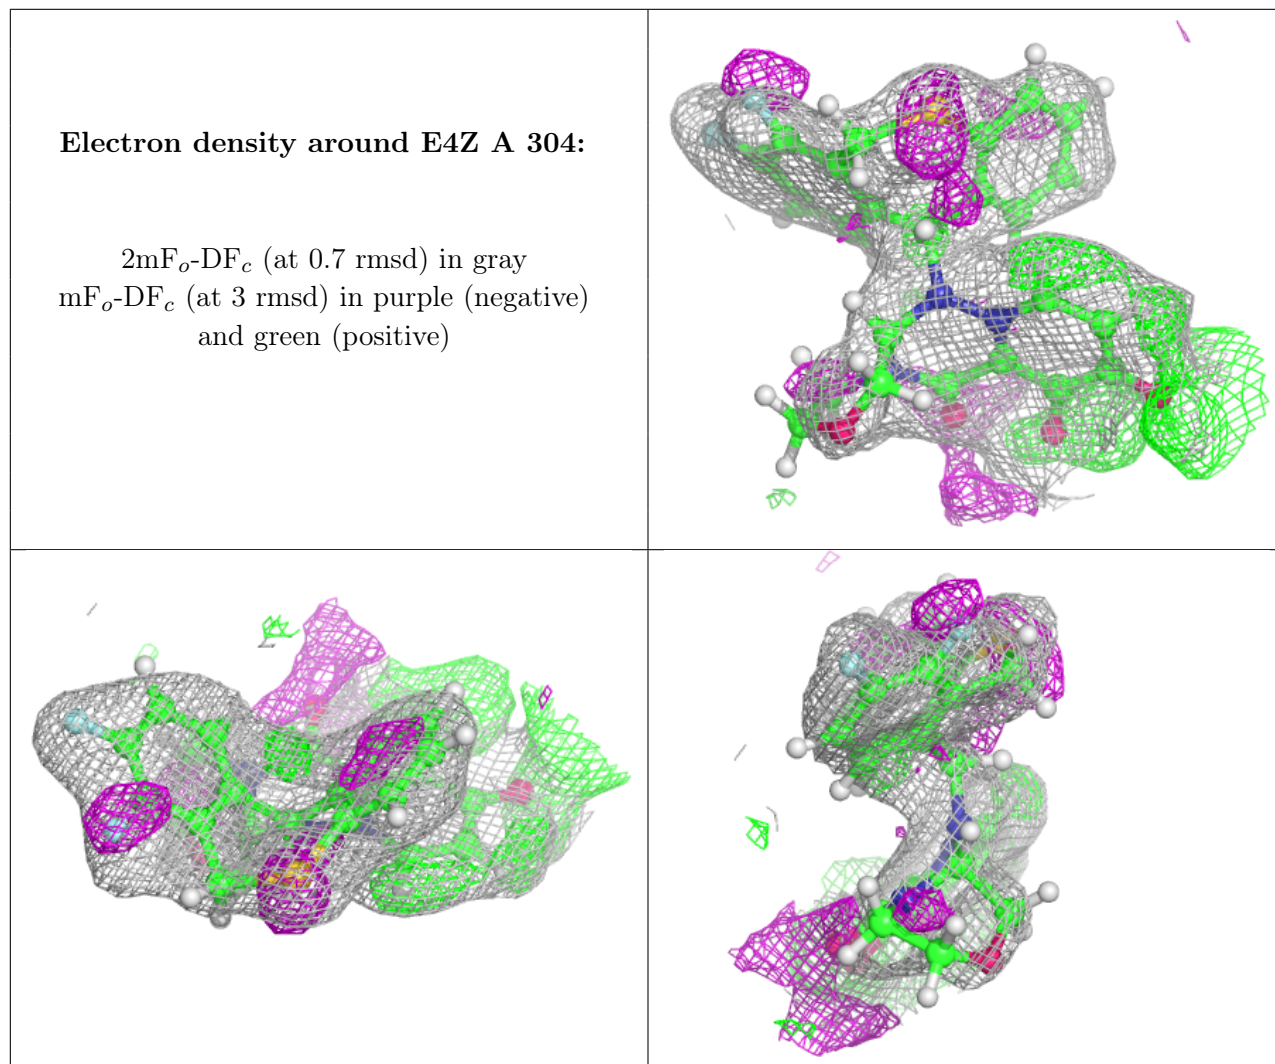 Electron density around E4Z A 304:
2mFo-DFc (at 0.7 rmsd) in gray
mFo-DFc (at 3 rmsd) in purple (negative)
and green (positive)